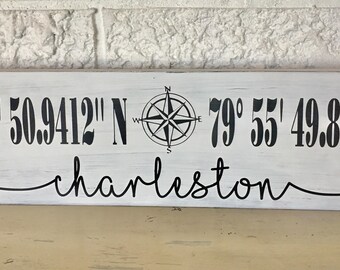 50.9412" N N W E S 79° 55' 49.8
charleston